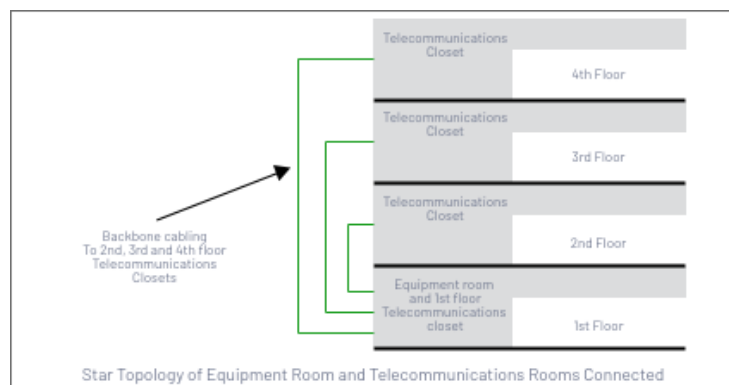 Telecommunications
Closet
4th Floor
Telecommunications
Closet
3rd Floor
Telecommunications
Closet
2nd Floor
Backbone cabling
To 2nd, 3rd and 4th floor
Telecommunications
Closets
Equipment room
and 1st floor
Telecommunications
closet
1st Floor
Star Topology of Equipment Room and Telecommunications Rooms Connected